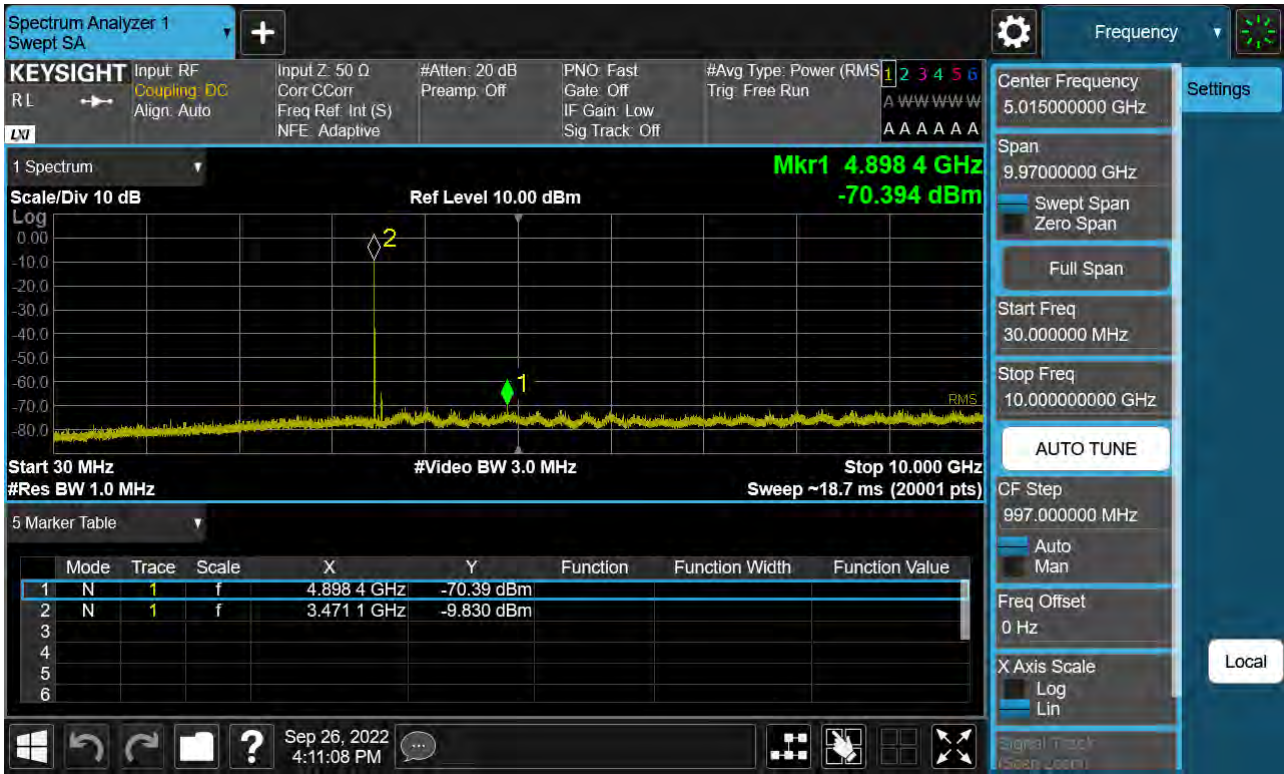 Spectrum Analyzer 1
Swept SA
+
Frequency
KEYSIGHT
RL
LXI
Input: RF
Coupling: DC
Align: Auto
Input Z: 50 Ω
Corr CCorr
Freq Ref: Int (S)
NFE: Adaptive
#Atten: 20 dB
Preamp: Off
PNO: Fast
Gate: Off
IF Gain: Low
Sig Track: Off
#Avg Type: Power (RMS
Trig: Free Run
1 2 3 4 5 6
A W W W W W
A A A A A A
1 Spectrum
Scale/Div 10 dB
Ref Level 10.00 dBm
Mkr1 4.898 4 GHz
-70.394 dBm
Log
0.00
-10.0
-20.0
-30.0
-40.0
-50.0
-60.0
-70.0
-80.0
2
1
RMS
Start 30 MHz
#Video BW 3.0 MHz
Stop 10.000 GHz
#Res BW 1.0 MHz
Sweep ~18.7 ms (20001 pts)
5 Marker Table
Mode Trace Scale X Y Function Function Width Function Value
1 N 1 f 4.898 4 GHz -70.39 dBm
2 N 1 f 3.471 1 GHz -9.830 dBm
3
4
5
6
Center Frequency
5.015000000 GHz
Span
9.97000000 GHz
Swept Span
Zero Span
Full Span
Start Freq
30.000000 MHz
Stop Freq
10.000000000 GHz
AUTO TUNE
CF Step
997.000000 MHz
Auto
Man
Freq Offset
0 Hz
X Axis Scale
Log
Lin
Signal Track
(Span Zoom)
Settings
Local
?
Sep 26, 2022
4:11:08 PM